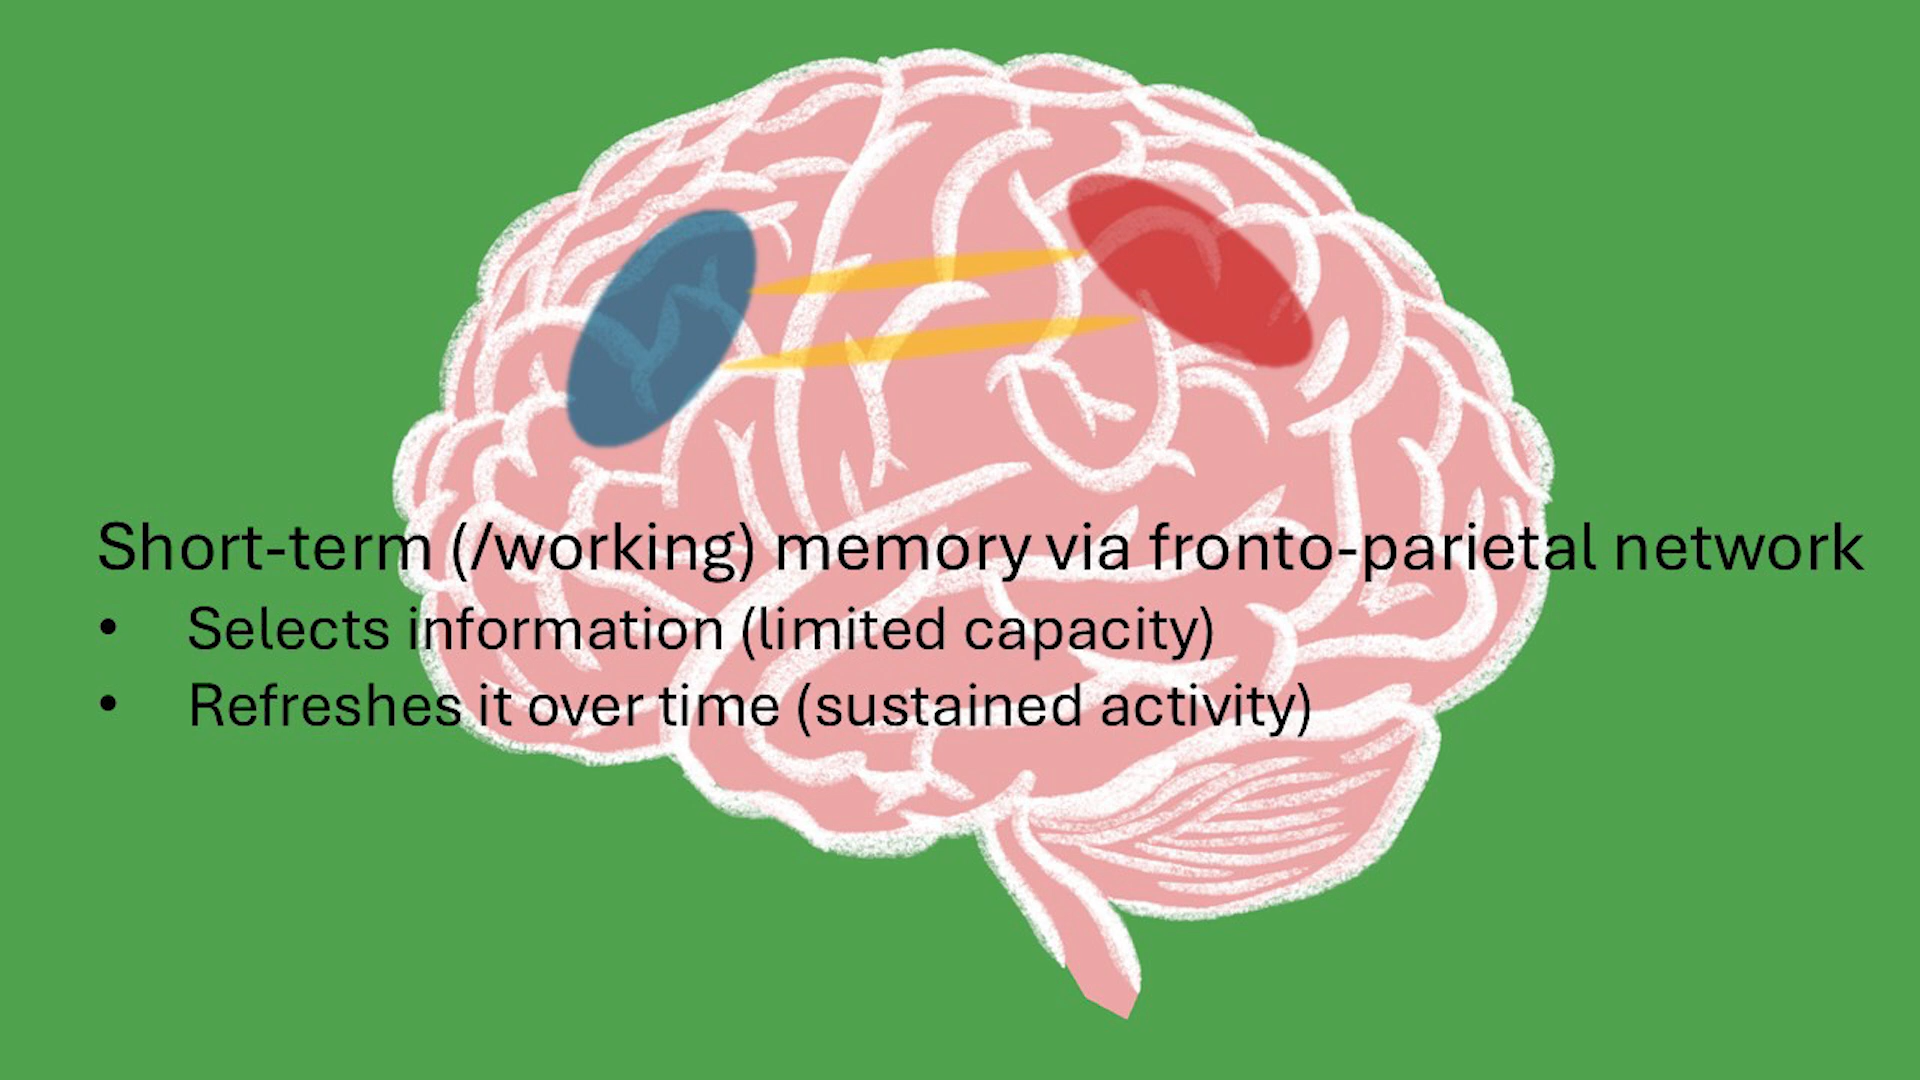 Short-term (/working) memory via fronto-parietal network
• Selects information (limited capacity)
• Refreshes it over time (sustained activity)